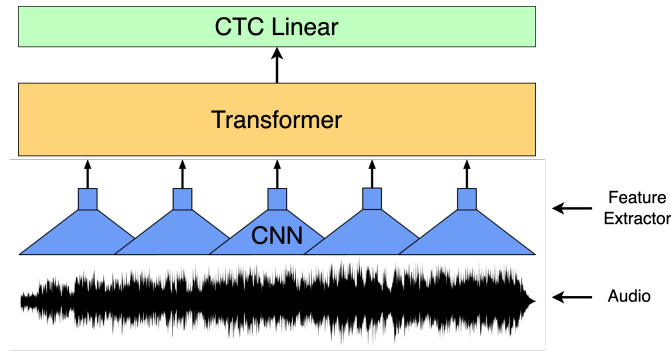 CTC Linear
Transformer
CNN
Feature
Extractor
Audio